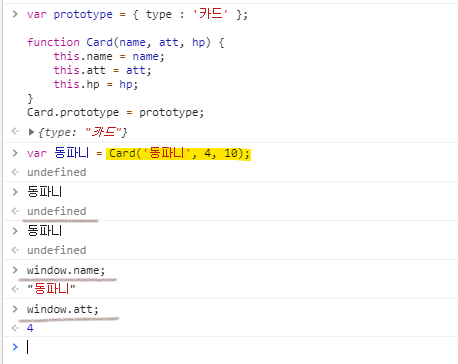 > var prototype = { type : '카드' };
function Card(name, att, hp) {
    this.name = name;
    this.att = att;
    this.hp = hp;
}
Card.prototype = prototype;
▶{type: "카드"}
> var 동파니 = Card('동파니', 4, 10);
undefined
> 동파니
undefined
> 동파니
undefined
> window.name;
"동파니"
> window.att;
4
>